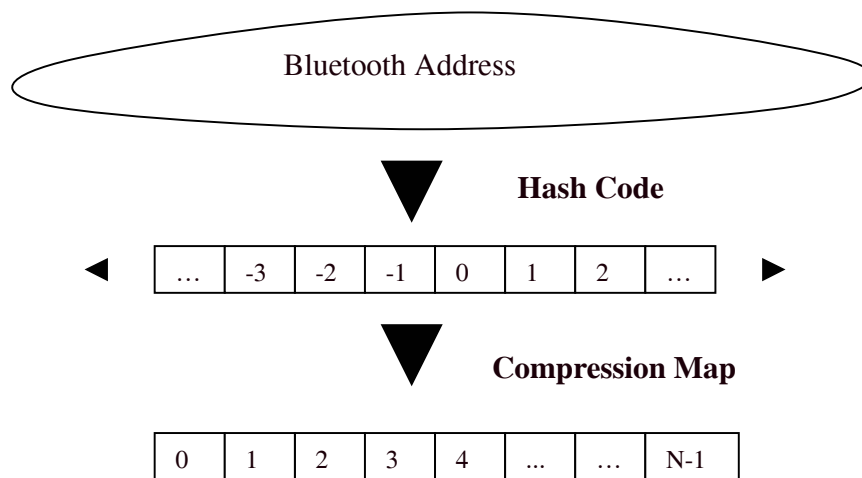 Bluetooth Address
Hash Code
… -3 -2 -1 0 1 2 …
Compression Map
0 1 2 3 4 ... … N-1